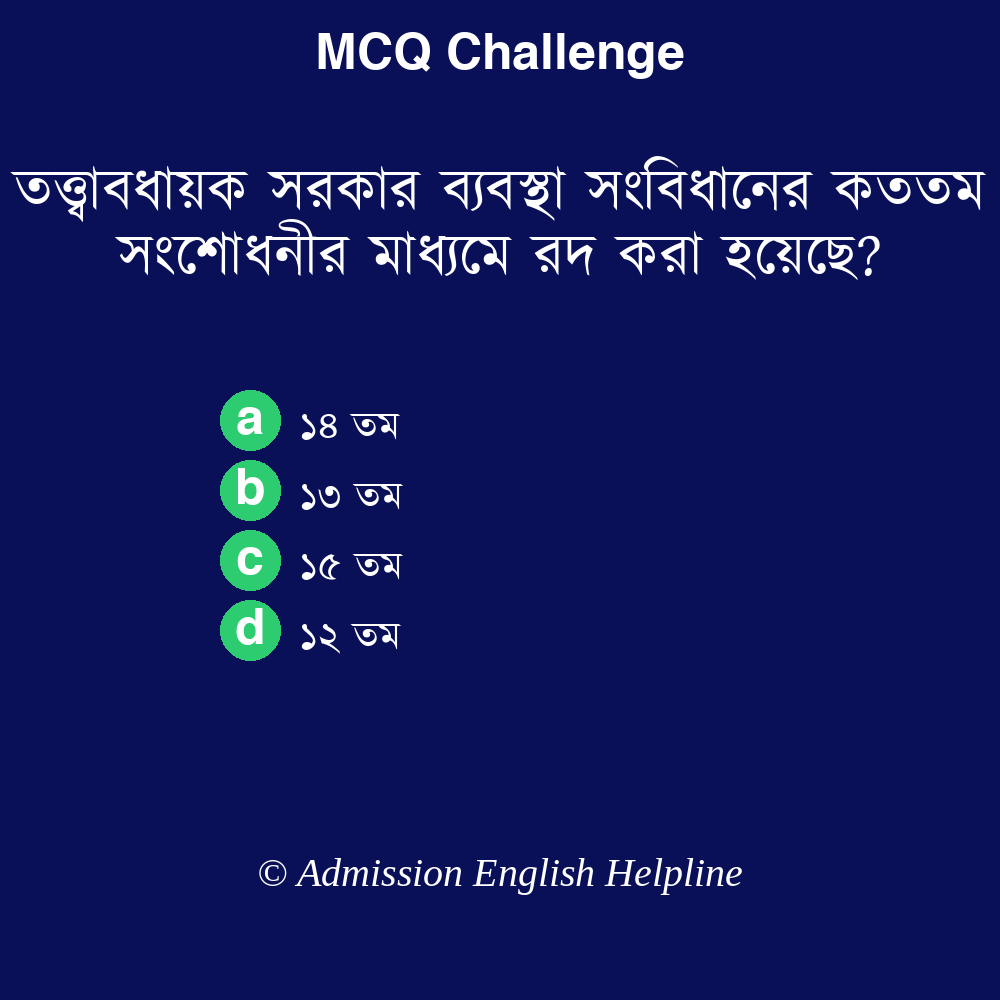 MCQ Challenge
তত্ত্বাবধায়ক সরকার ব্যবস্থা সংবিধানের কততম
সংশোধনীর মাধ্যমে রদ করা হয়েছে?
a ১৪ তম
b ১৩ তম
c ১৫ তম
d ১২ তম
© Admission English Helpline